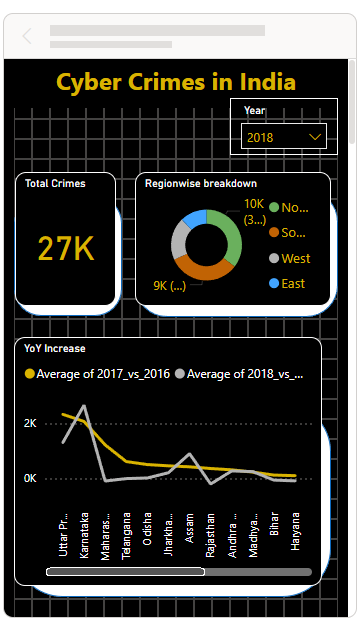 Cyber Crimes in India
Year
2018
Total Crimes
27K
Regionwise breakdown
10K
(3...)
9K (...)
No...
So...
West
East
YoY Increase
Average of 2017_vs_2016
Average of 2018_vs_...
2K
0K
Uttar Pr...
Karnataka
Maharas...
Telangana
Odisha
Jharkha...
Assam
Rajasthan
Andhra ...
Madhya...
Bihar
Haryana